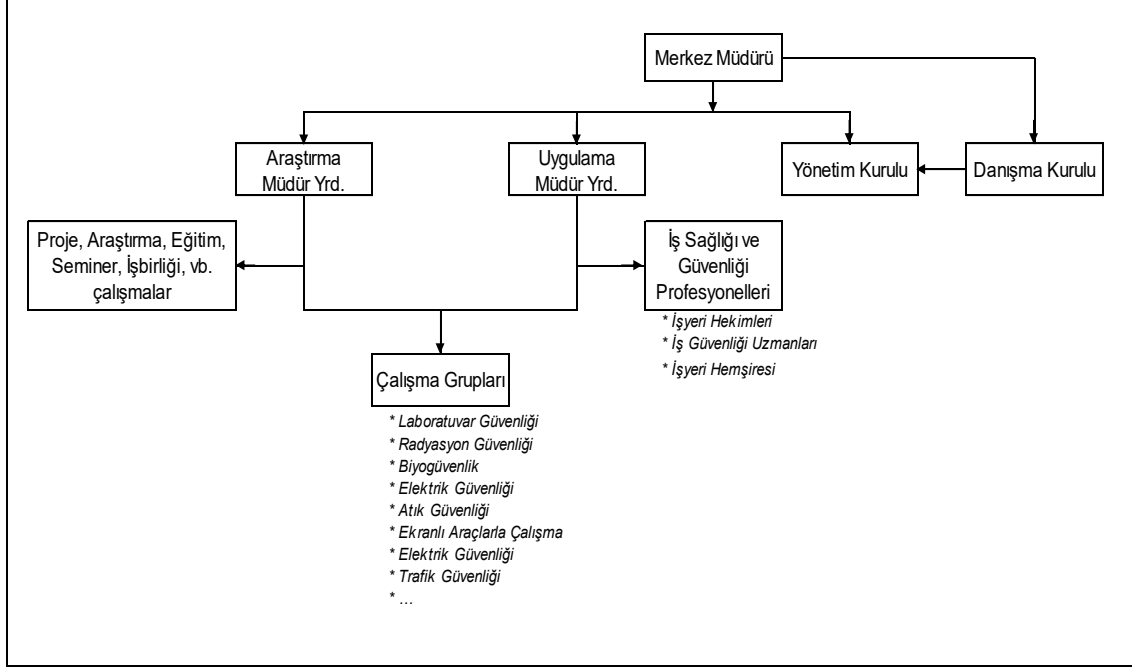 Merkez Müdürü
Araştırma
Müdür Yrd.
Uygulama
Müdür Yrd.
Yönetim Kurulu
Danışma Kurulu
Proje, Araştırma, Eğitim,
Seminer, İşbirliği, vb.
çalışmalar
İş Sağlığı ve
Güvenliği
Profesyonelleri
* İşyeri Hekimleri
* İş Güvenliği Uzmanları
* İşyeri Hemşiresi
Çalışma Grupları
* Laboratuvar Güvenliği
* Radyasyon Güvenliği
* Biyogüvenlik
* Elektrik Güvenliği
* Atık Güvenliği
* Ekranlı Araçlarla Çalışma
* Elektrik Güvenliği
* Trafik Güvenliği
* …